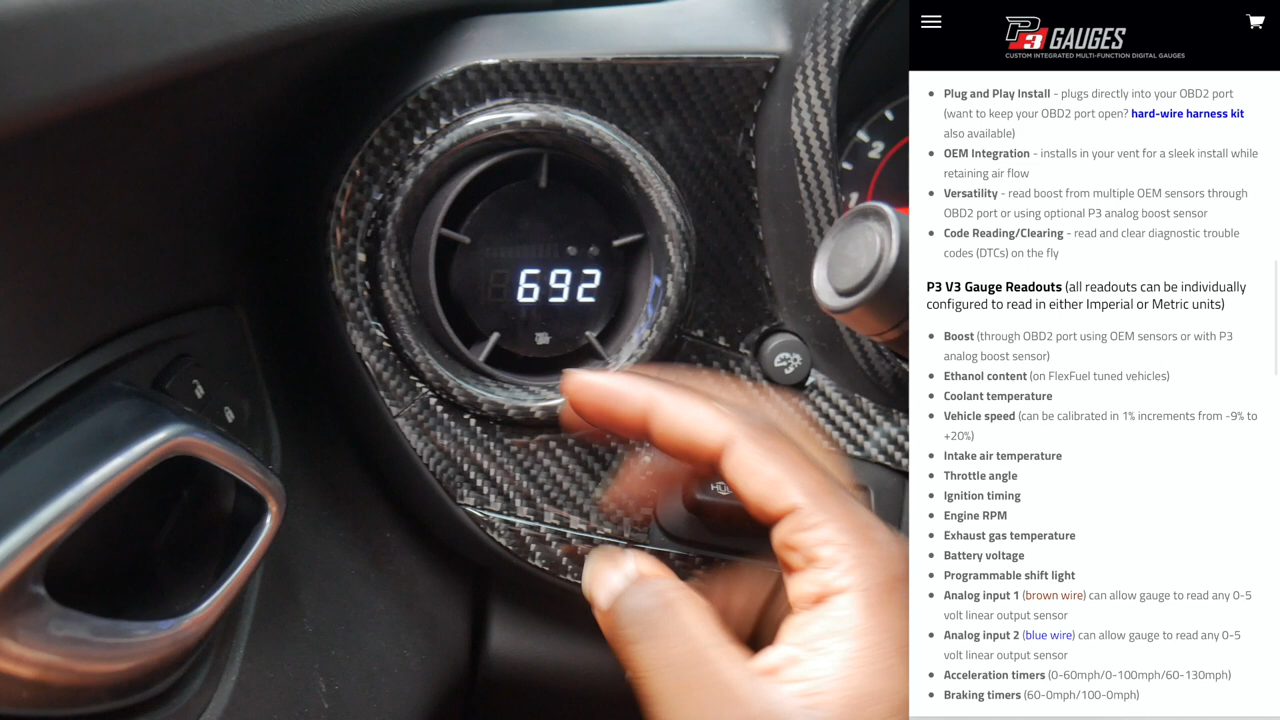 692
2
1
HUD
P3 GAUGES
CUSTOM INTEGRATED MULTI-FUNCTION DIGITAL GAUGES
Plug and Play Install - plugs directly into your OBD2 port
(want to keep your OBD2 port open? hard-wire harness kit
also available)
OEM Integration - installs in your vent for a sleek install while
retaining air flow
Versatility - read boost from multiple OEM sensors through
OBD2 port or using optional P3 analog boost sensor
Code Reading/Clearing - read and clear diagnostic trouble
codes (DTCs) on the fly
P3 V3 Gauge Readouts (all readouts can be individually
configured to read in either Imperial or Metric units)
Boost (through OBD2 port using OEM sensors or with P3
analog boost sensor)
Ethanol content (on FlexFuel tuned vehicles)
Coolant temperature
Vehicle speed (can be calibrated in 1% increments from -9% to
+20%)
Intake air temperature
Throttle angle
Ignition timing
Engine RPM
Exhaust gas temperature
Battery voltage
Programmable shift light
Analog input 1 (brown wire) can allow gauge to read any 0-5
volt linear output sensor
Analog input 2 (blue wire) can allow gauge to read any 0-5
volt linear output sensor
Acceleration timers (0-60mph/0-100mph/60-130mph)
Braking timers (60-0mph/100-0mph)